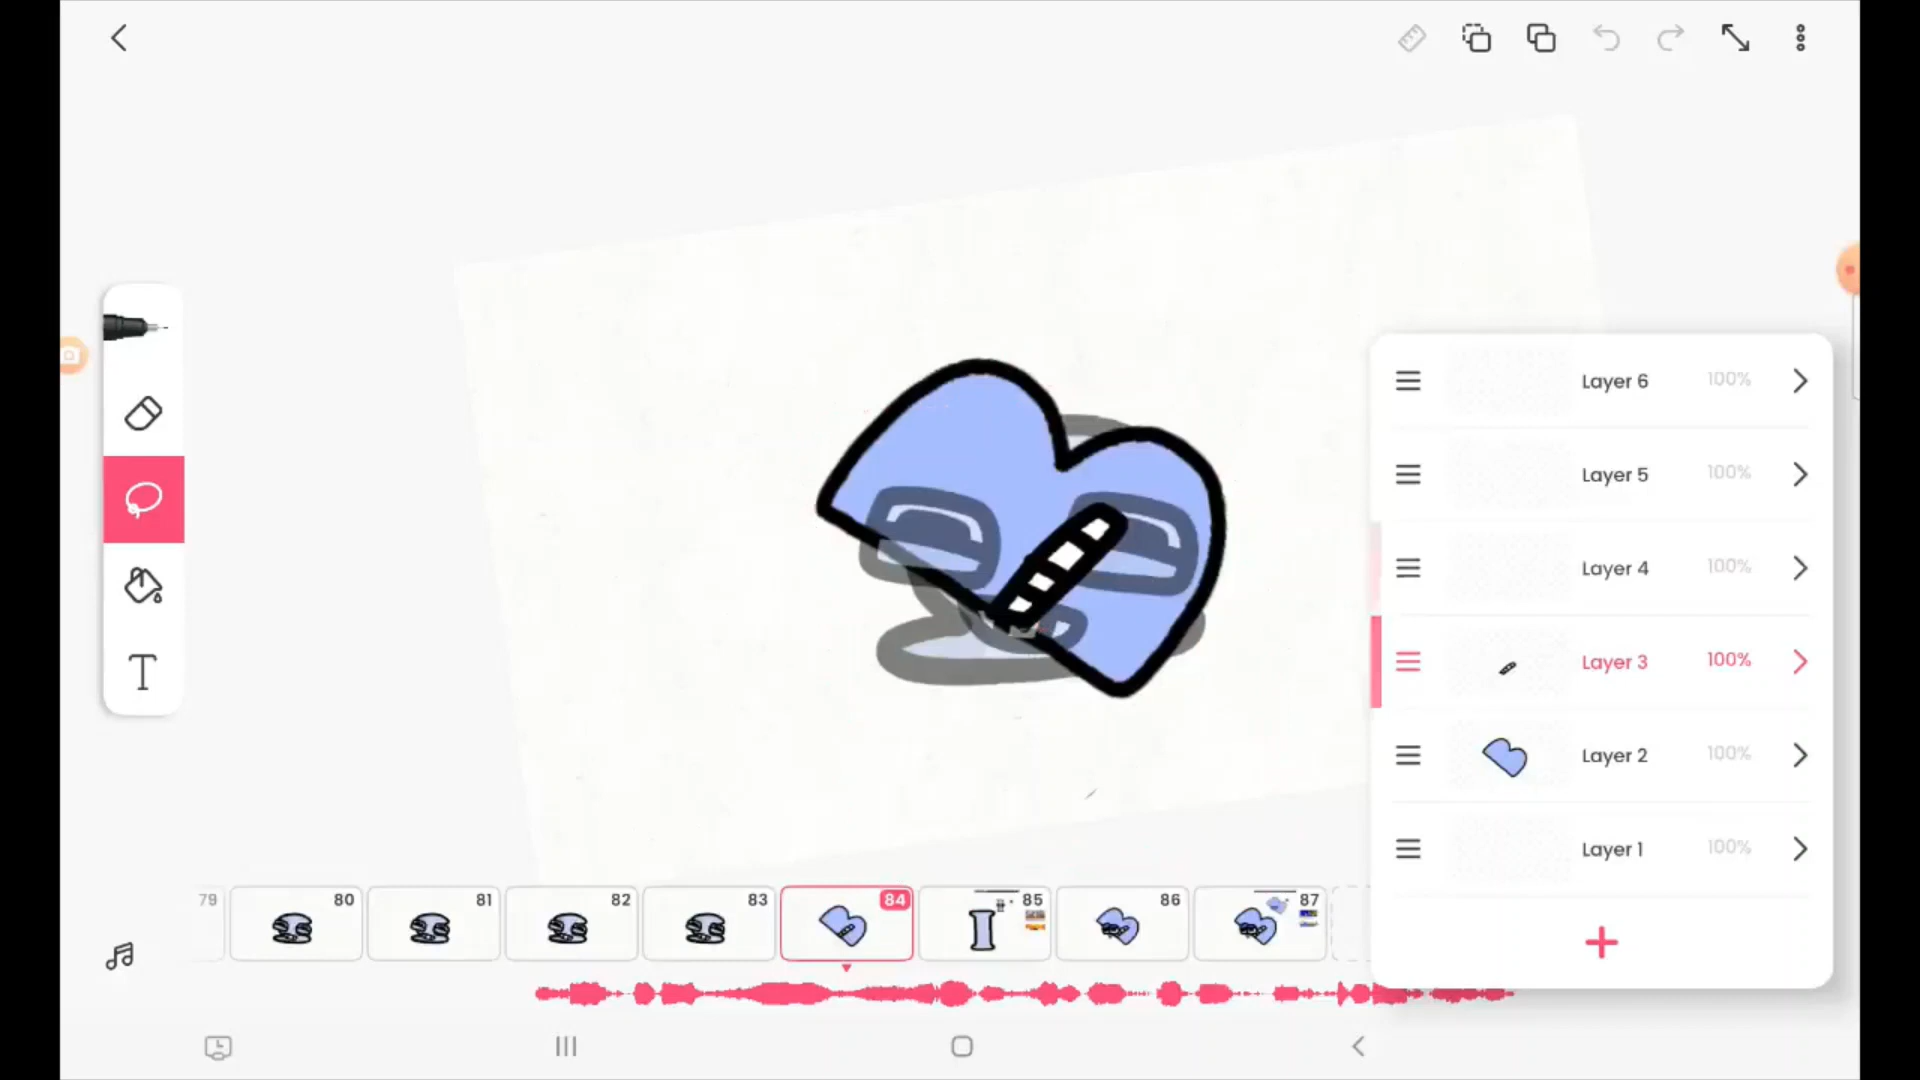 Layer 6 100%
Layer 5 100%
Layer 4 100%
Layer 3 100%
Layer 2 100%
Layer 1 100%
T
79 80 81 82 83 84 85 86 87